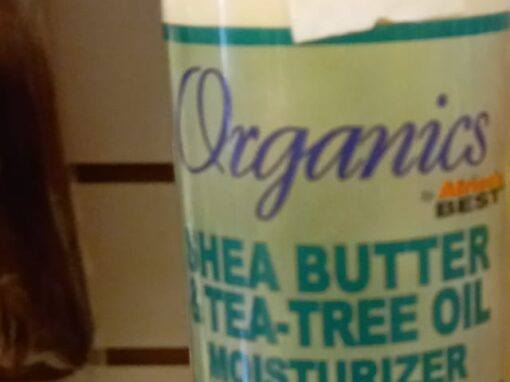 Organics
by Africa's
BEST
SHEA BUTTER
& TEA-TREE OIL
MOISTURIZER